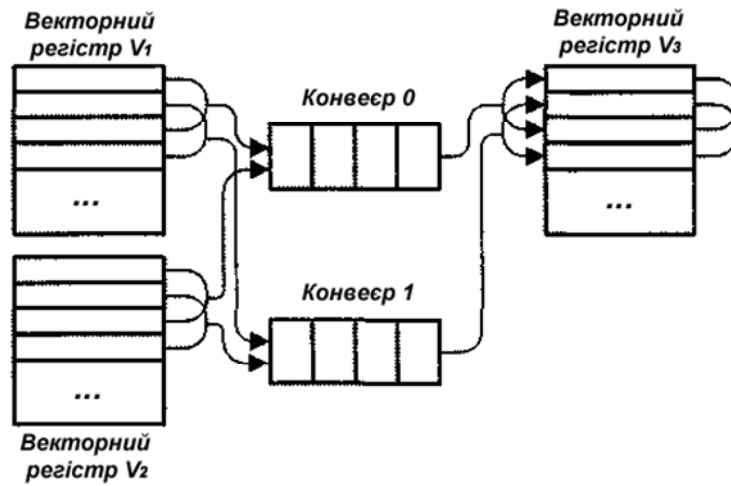 Векторний
регістр V₁
...
Векторний
регістр V₂
...
Конвеєр 0
Конвеєр 1
Векторний
регістр V₃
...